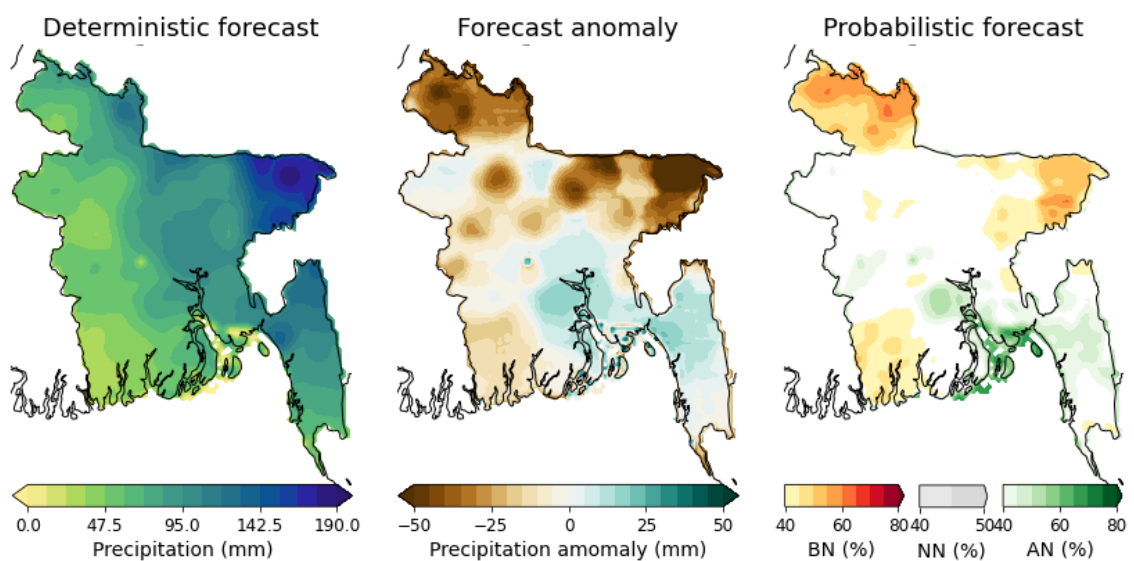 Deterministic forecast
Forecast anomaly
Probabilistic forecast
0.0 47.5 95.0 142.5 190.0
Precipitation (mm)
−50 −25 0 25 50
Precipitation amomaly (mm)
40 60 80
BN (%)
40 50
NN (%)
40 60 80
AN (%)